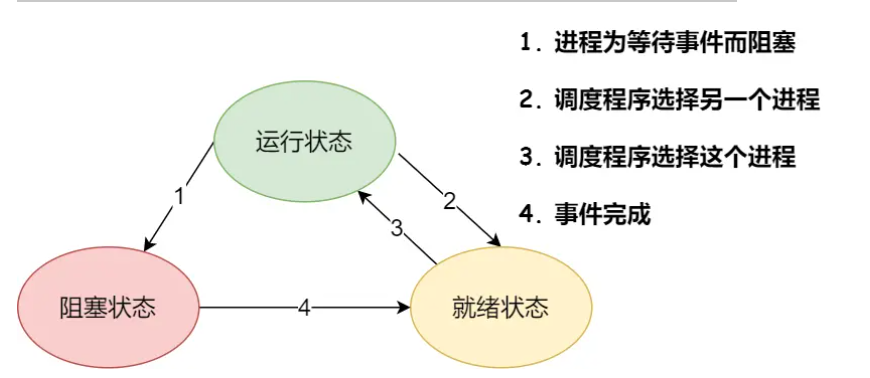 1. 进程为等待事件而阻塞
2. 调度程序选择另一个进程
3. 调度程序选择这个进程
4. 事件完成
运行状态
1
2
3
阻塞状态
4
就绪状态